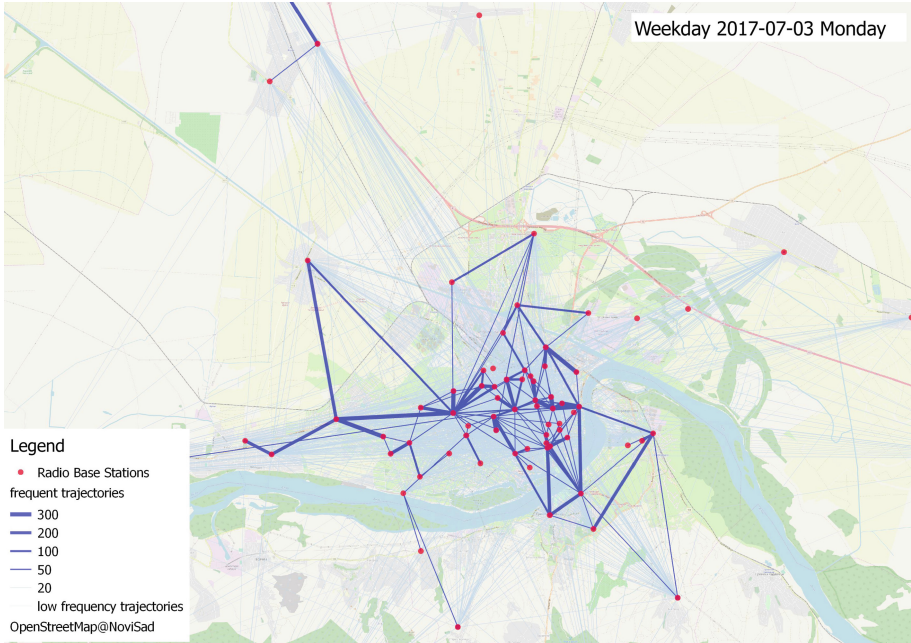 Weekday 2017-07-03 Monday
Legend
Radio Base Stations
frequent trajectories
300
200
100
50
20
low frequency trajectories
OpenStreetMap@NoviSad